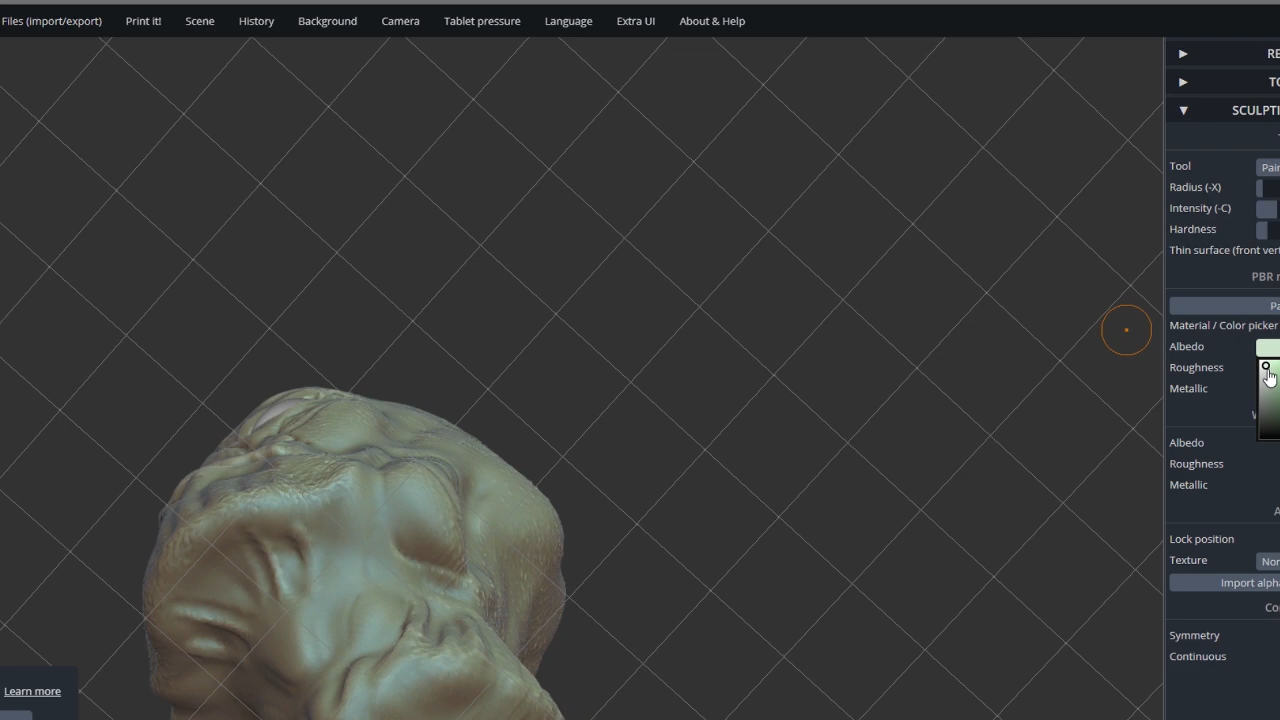 Files (import/export) Print it! Scene History Background Camera Tablet pressure Language Extra UI About & Help
Tool
Radius (-X)
Intensity (-C)
Hardness
Thin surface (front
PBR
Material / Color picker
Albedo
Roughness
Metallic
Albedo
Roughness
Metallic
Lock position
Texture
Import
Symmetry
Continuous
Learn more